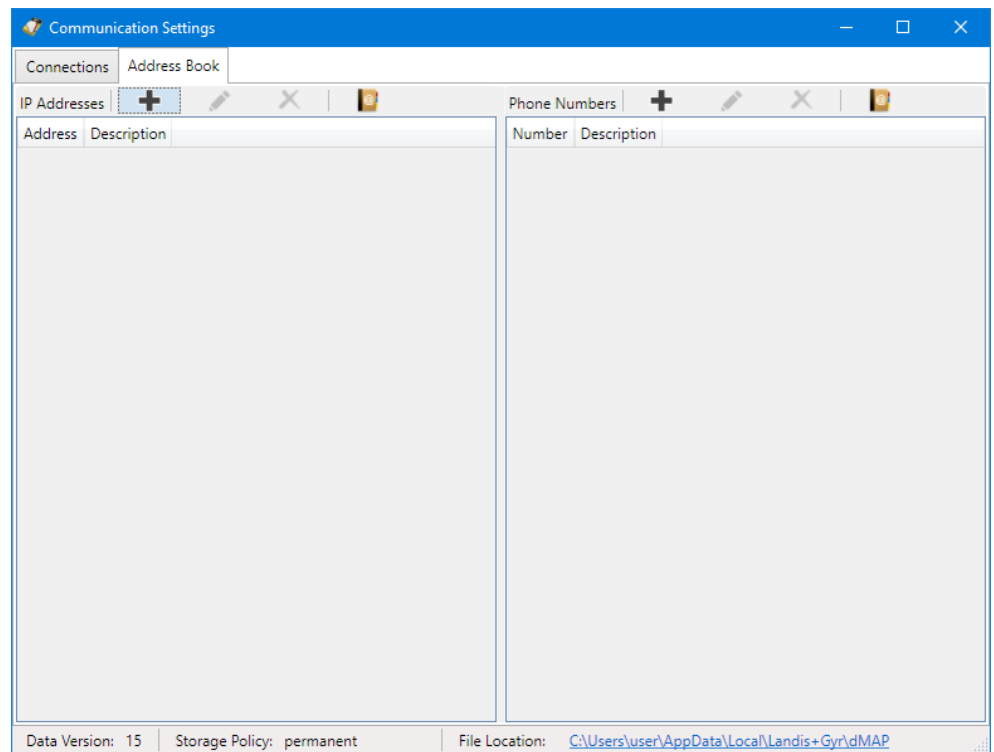 Communication Settings
Connections Address Book
IP Addresses Phone Numbers
Address Description Number Description
Data Version: 15 Storage Policy: permanent File Location: C:\Users\user\AppData\Local\Landis+Gyr\dMAP